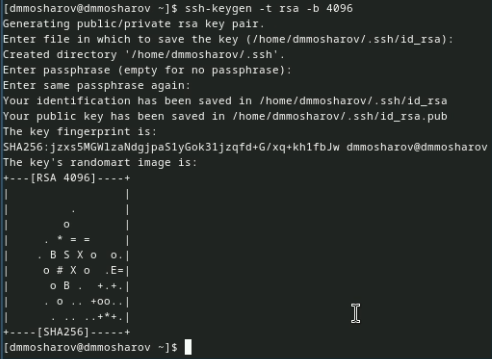 [dmmosharov@dmmosharov ~]$ ssh-keygen -t rsa -b 4096
Generating public/private rsa key pair.
Enter file in which to save the key (/home/dmmosharov/.ssh/id_rsa):
Created directory '/home/dmmosharov/.ssh'.
Enter passphrase (empty for no passphrase):
Enter same passphrase again:
Your identification has been saved in /home/dmmosharov/.ssh/id_rsa
Your public key has been saved in /home/dmmosharov/.ssh/id_rsa.pub
The key fingerprint is:
SHA256:jzxs5MGWlzaNdgjpaS1yGok31jzqfd+G/xq+kh1fbJw dmmosharov@dmmosharov
The key's randomart image is:
+---[RSA 4096]----+
|                 |
|        .        |
|       o         |
|    . * = =      |
|   . B S X o  o. |
|    o # X o  .E=|
|     o B .  +.+.|
|    . o ..  +oo..|
|     . .. ..+*+.|
+----[SHA256]-----+
[dmmosharov@dmmosharov ~]$